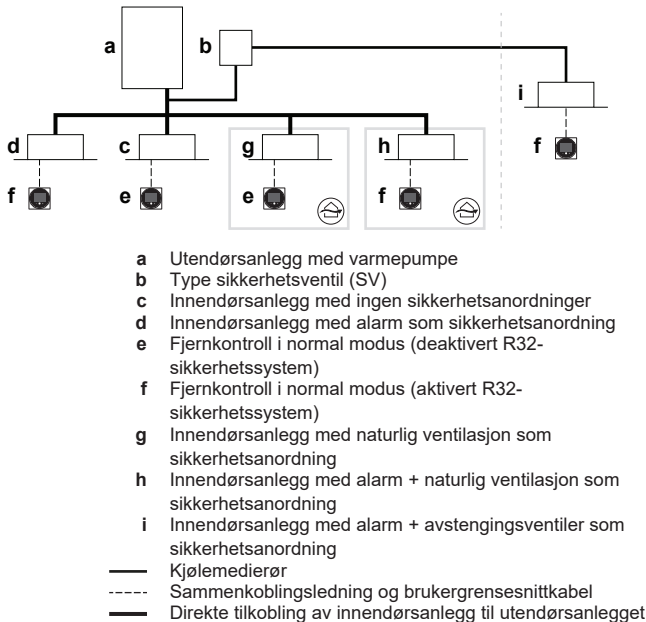 a
b
i
d
c
g
h
f
f
e
e
f
a Utendørsanlegg med varmepumpe
b Type sikkerhetsventil (SV)
c Innendørsanlegg med ingen sikkerhetsanordninger
d Innendørsanlegg med alarm som sikkerhetsanordning
e Fjernkontroll i normal modus (deaktivert R32-
sikkerhetssystem)
f Fjernkontroll i normal modus (aktivert R32-
sikkerhetssystem)
g Innendørsanlegg med naturlig ventilasjon som
sikkerhetsanordning
h Innendørsanlegg med alarm + naturlig ventilasjon som
sikkerhetsanordning
i Innendørsanlegg med alarm + avstengingsventiler som
sikkerhetsanordning
Kjølemedierør
Sammenkoblingsledning og brukergrensesnittkabel
Direkte tilkobling av innendørsanlegg til utendørsanlegget